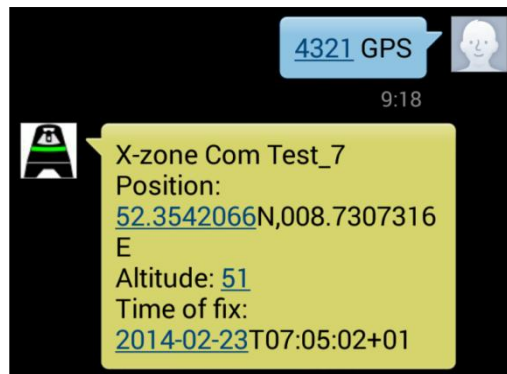 4321 GPS
9:18
X-zone Com Test_7
Position:
52.3542066N,008.7307316
E
Altitude: 51
Time of fix:
2014-02-23T07:05:02+01